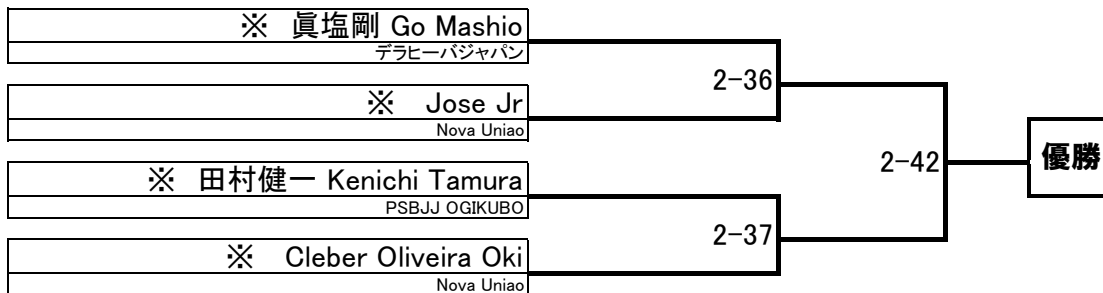 ※ 眞塩剛 Go Mashio
デラヒーバジャパン
2-36
※ Jose Jr
Nova Uniao
2-42
優勝
※ 田村健一 Kenichi Tamura
PSBJJ OGIKUBO
2-37
※ Cleber Oliveira Oki
Nova Uniao